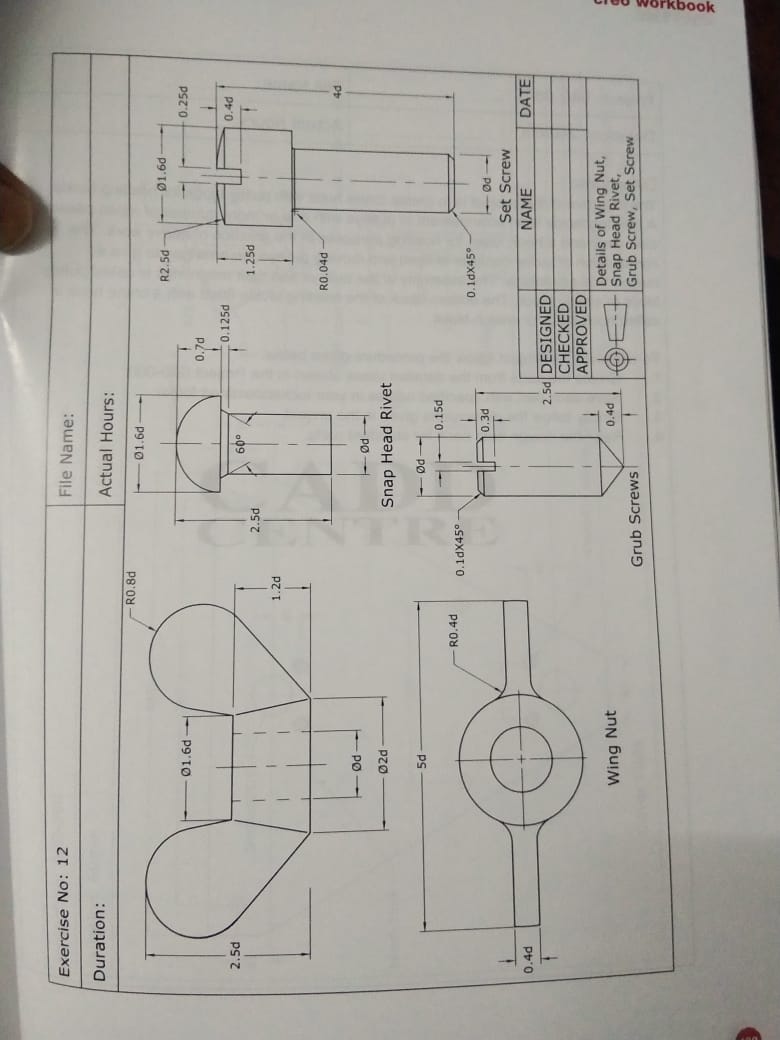 Exercise No: 12
File Name:
Duration:
Actual Hours:
R0.8d
Ø1.6d
2.5d
1.2d
Ød
Ø2d
5d
R0.4d
0.4d
Wing Nut
Ø1.6d
0.7d
0.125d
60°
2.5d
Ød
Snap Head Rivet
Ød
0.15d
0.1dX45°
0.3d
2.5d
0.4d
Grub Screws
R2.5d
Ø1.6d
0.25d
0.4d
1.25d
R0.04d
4d
0.1dX45°
Ød
Set Screw
NAME DATE
DESIGNED
CHECKED
APPROVED
Details of Wing Nut,
Snap Head Rivet,
Grub Screw, Set Screw
Creo Workbook